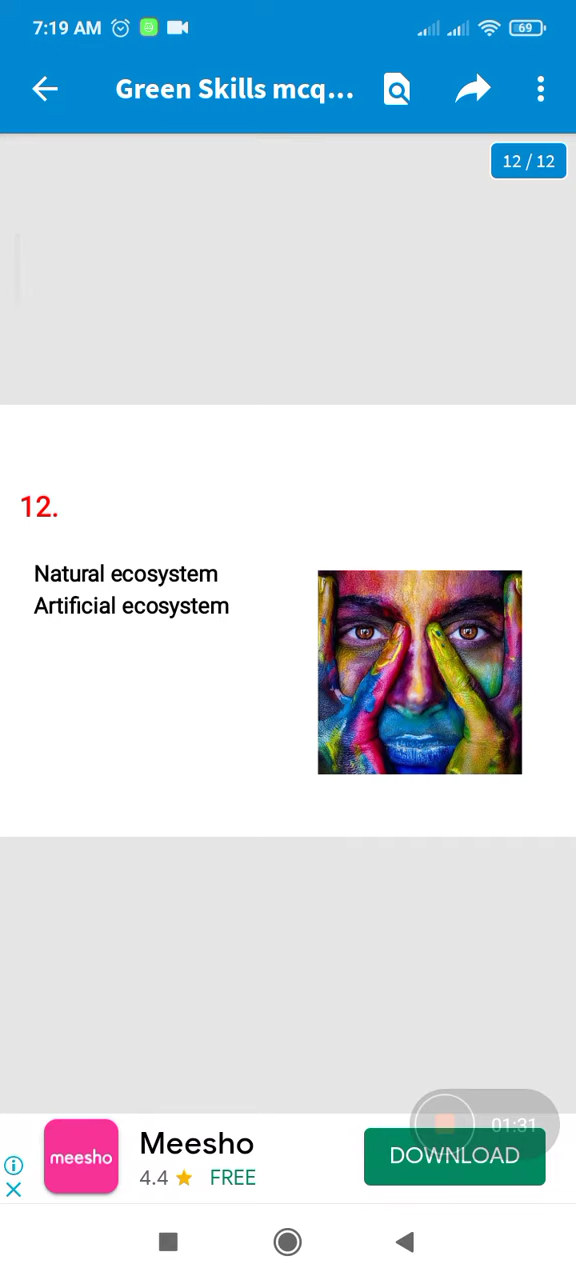 7:19 AM
69
Green Skills mcq...
12 / 12
12.
Natural ecosystem
Artificial ecosystem
01:31
meesho
Meesho
4.4 ★ FREE
DOWNLOAD